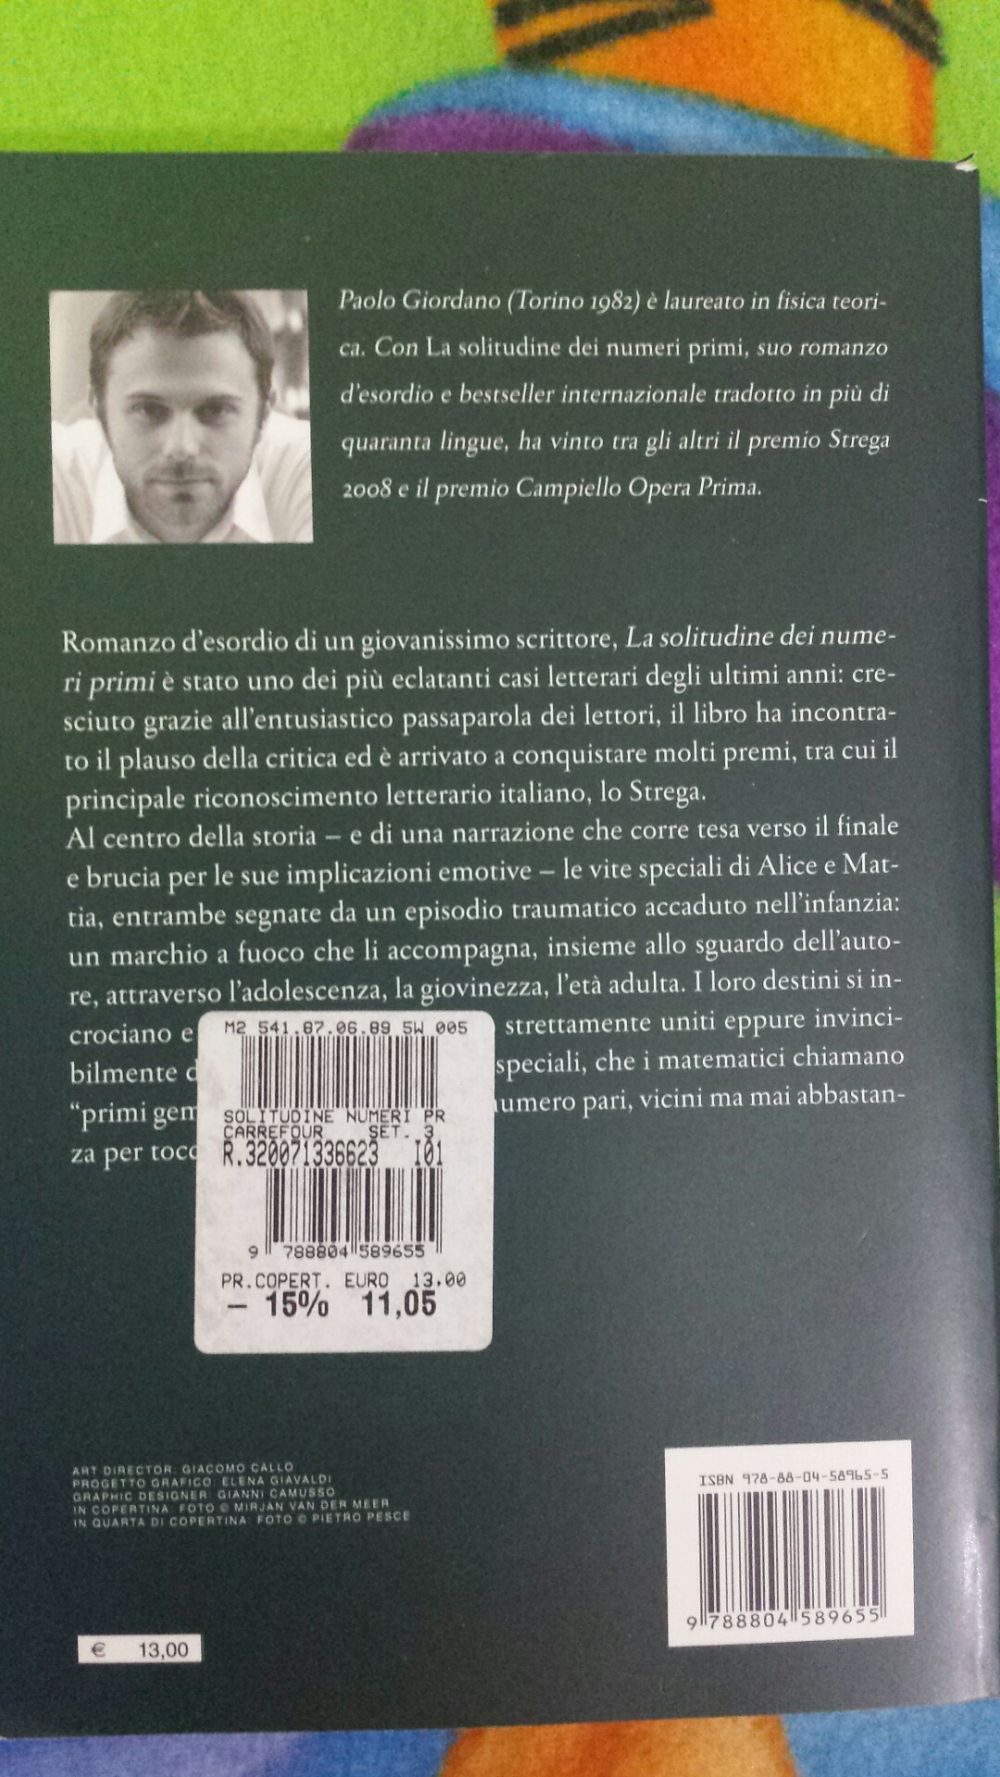 Paolo Giordano (Torino 1982) è laureato in fisica teori-
ca. Con La solitudine dei numeri primi, suo romanzo
d'esordio e bestseller internazionale tradotto in più di
quaranta lingue, ha vinto tra gli altri il premio Strega
2008 e il premio Campiello Opera Prima.
Romanzo d'esordio di un giovanissimo scrittore, La solitudine dei nume-
ri primi è stato uno dei più eclatanti casi letterari degli ultimi anni: cre-
sciuto grazie all'entusiastico passaparola dei lettori, il libro ha incontra-
to il plauso della critica ed è arrivato a conquistare molti premi, tra cui il
principale riconoscimento letterario italiano, lo Strega.
Al centro della storia – e di una narrazione che corre tesa verso il finale
e brucia per le sue implicazioni emotive – le vite speciali di Alice e Mat-
tia, entrambe segnate da un episodio traumatico accaduto nell'infanzia:
un marchio a fuoco che li accompagna, insieme allo sguardo dell'auto-
re, attraverso l'adolescenza, la giovinezza, l'età adulta. I loro destini si in-
crociano e strettamente uniti eppure invinci-
bilmente speciali, che i matematici chiamano
"primi gem numero pari, vicini ma mai abbastan-
za per tocc
M2 541.87.06.89 5W 005
SOLITUDINE NUMERI PR
CARREFOUR SET. 3
R.320071336623 I01
9 788804 589655
PR.COPERT. EURO 13.00
– 15% 11,05
ART DIRECTOR: GIACOMO CALLO
PROGETTO GRAFICO: ELENA GIAVALDI
GRAPHIC DESIGNER: GIANNI CAMUSSO
IN COPERTINA: FOTO © MIRJAN VAN DER MEER
IN QUARTA DI COPERTINA: FOTO © PIETRO PESCE
ISBN 978-88-04-58965-5
9 788804 589655
€ 13,00